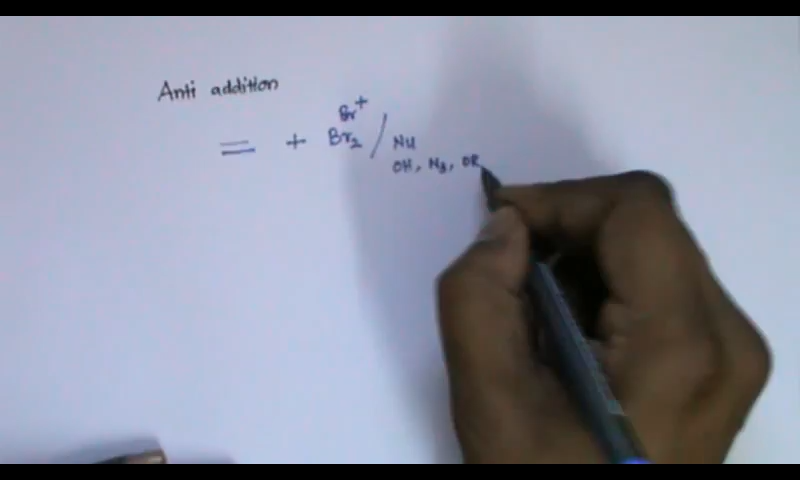 Anti addition
Br+
= + Br2 / Nu
OH, N3, OR